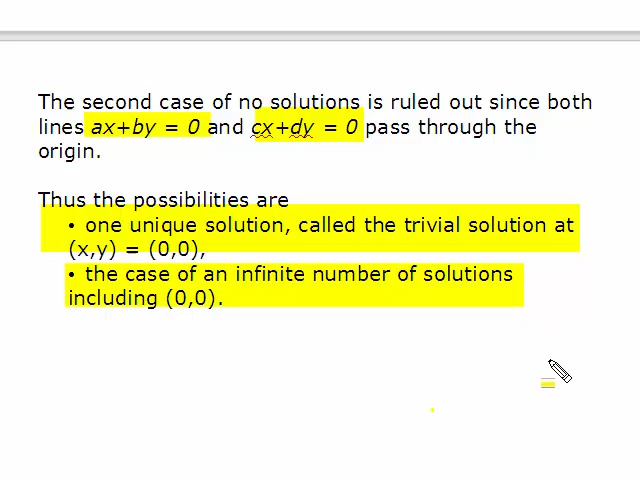 The second case of no solutions is ruled out since both
lines ax+by = 0 and cx+dy = 0 pass through the
origin.
Thus the possibilities are
• one unique solution, called the trivial solution at
(x,y) = (0,0),
• the case of an infinite number of solutions
including (0,0).